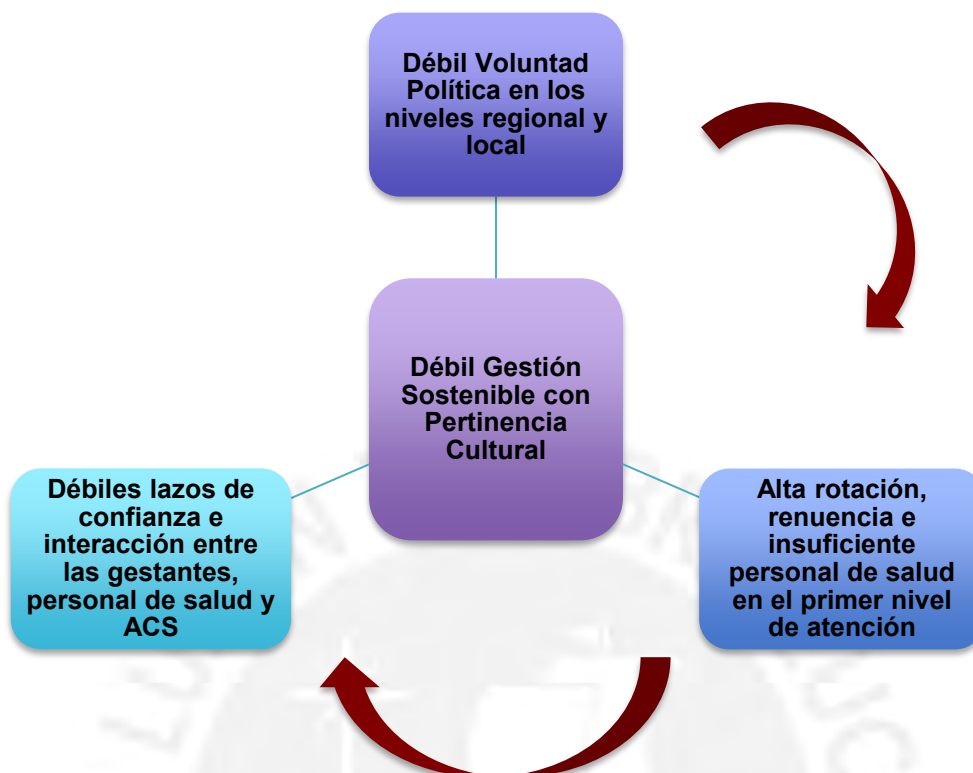 Débil Voluntad
Política en los
niveles regional y
local
Débil Gestión
Sostenible con
Pertinencia
Cultural
Débiles lazos de
confianza e
interacción entre
las gestantes,
personal de salud y
ACS
Alta rotación,
renuencia e
insuficiente
personal de salud
en el primer nivel
de atención